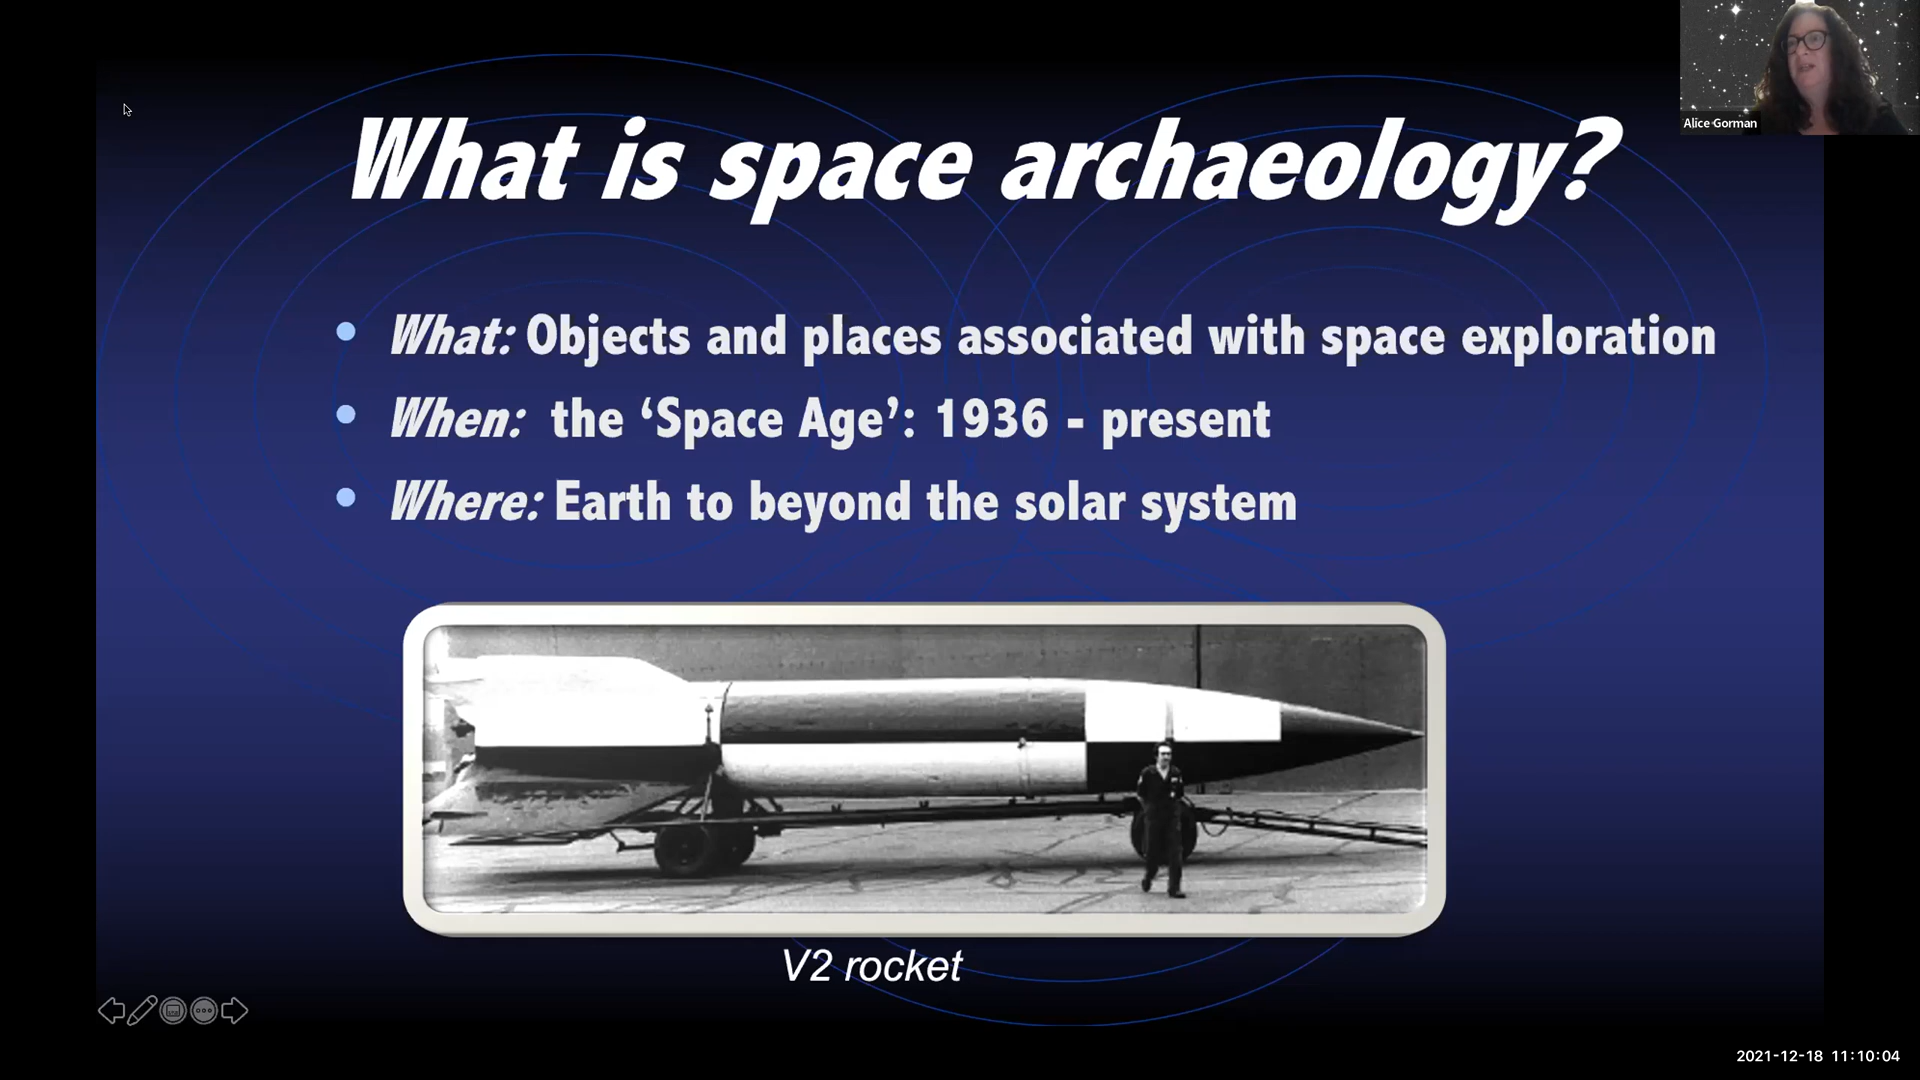 Alice Gorman
What is space archaeology?
What: Objects and places associated with space exploration
When: the ‘Space Age’: 1936 - present
Where: Earth to beyond the solar system
V2 rocket
2021-12-18 11:10:04